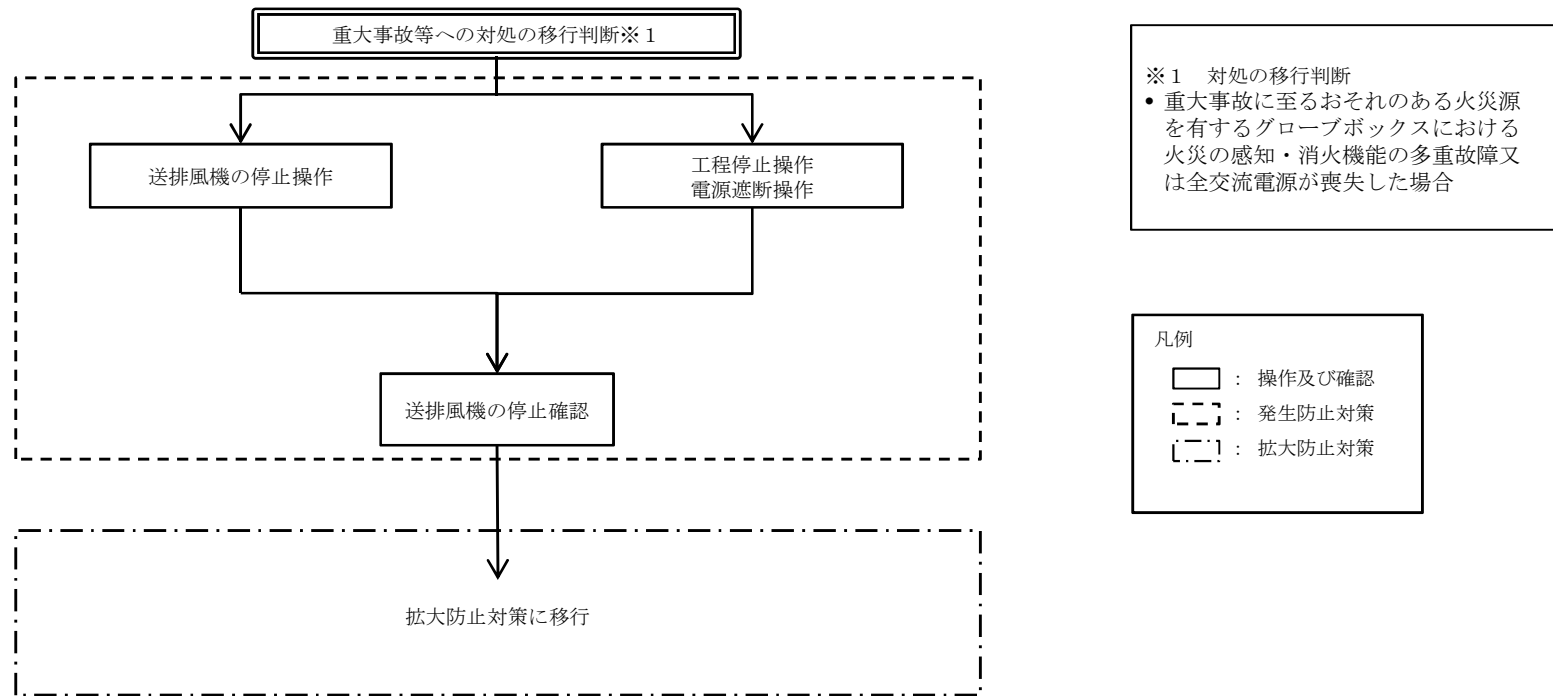 重大事故等への対処の移行判断※1
送排風機の停止操作
工程停止操作
電源遮断操作
送排風機の停止確認
拡大防止対策に移行
※1 対処の移行判断
• 重大事故に至るおそれのある火災源
を有するグローブボックスにおける
火災の感知・消火機能の多重故障又
は全交流電源が喪失した場合
凡例
: 操作及び確認
: 発生防止対策
: 拡大防止対策